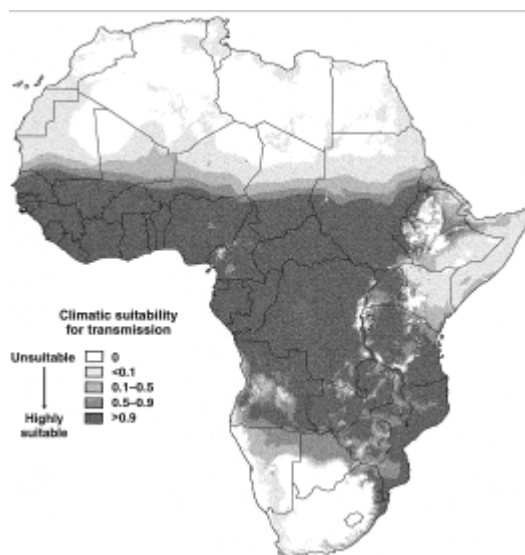 Climatic suitability
for transmission
Unsuitable
0
<0.1
0.1–0.5
0.5–0.9
Highly
suitable
>0.9